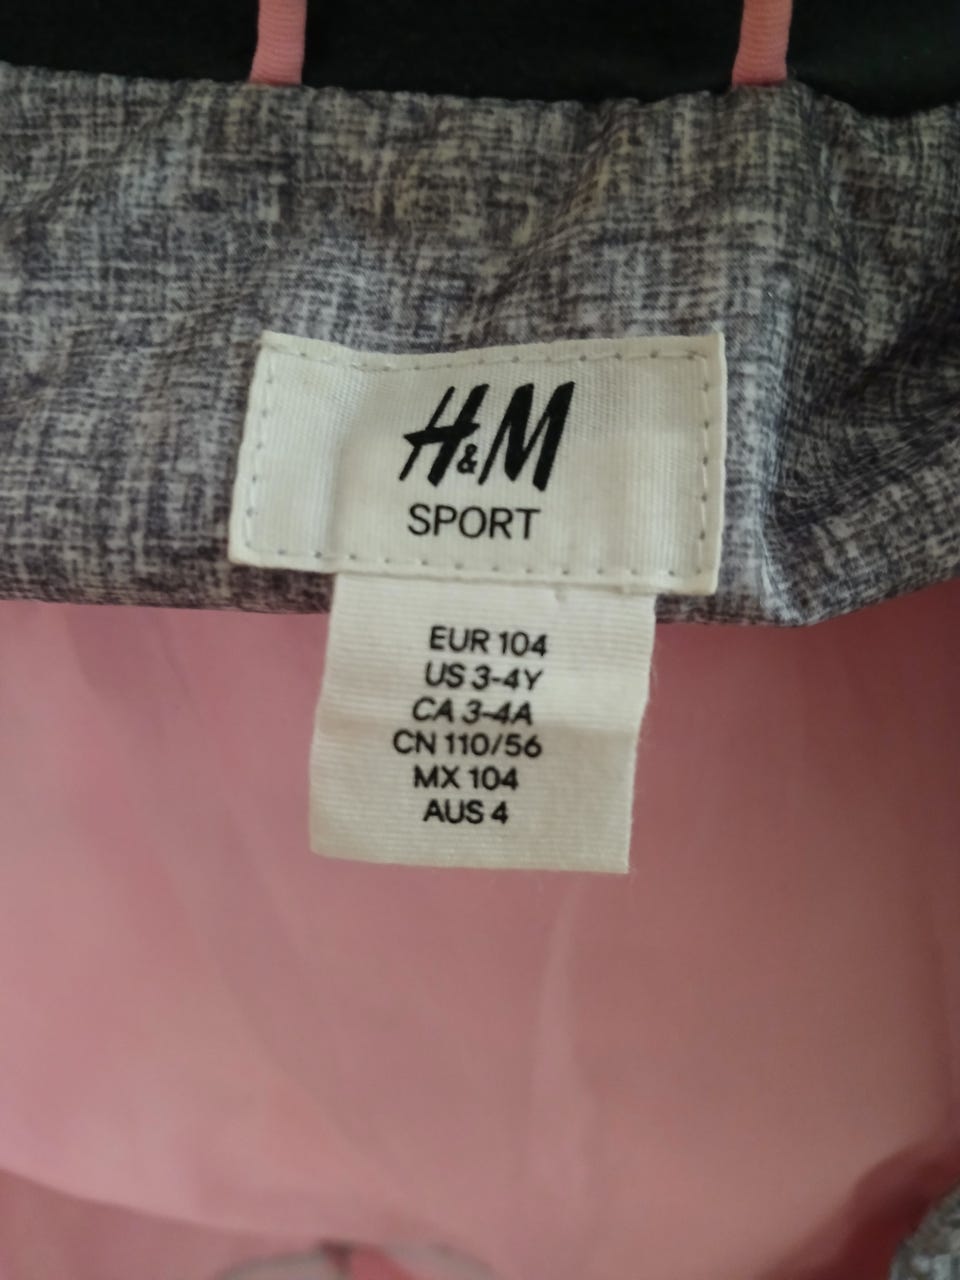 H&M
SPORT
EUR 104
US 3-4Y
CA 3-4A
CN 110/56
MX 104
AUS 4